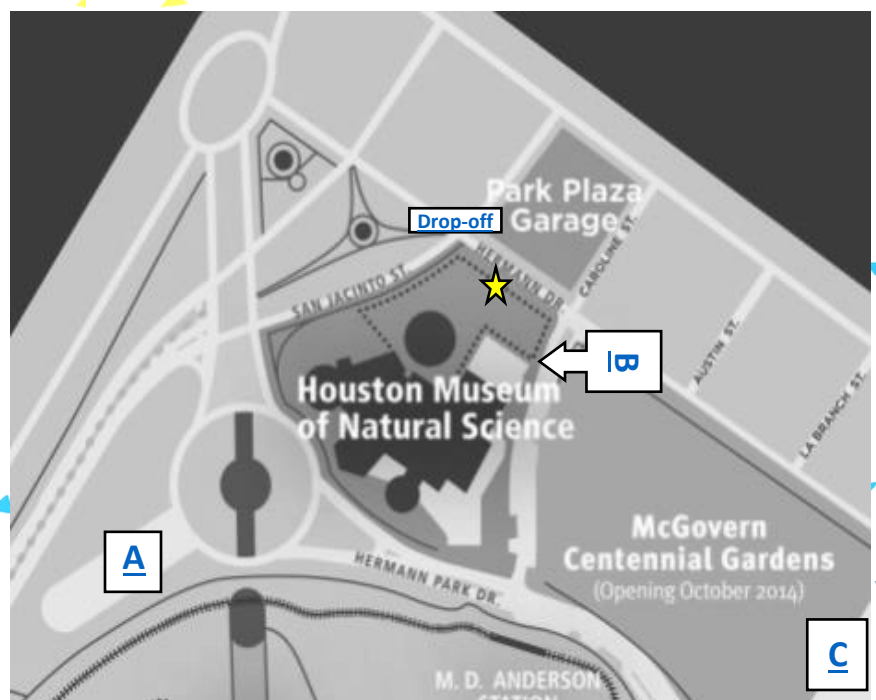 Park Plaza
Garage
Drop-off
HERMANN DR.
CAROLINE ST.
SAN JACINTO ST.
AUSTIN ST.
LA BRANCH ST.
B
Houston Museum
of Natural Science
A
McGovern
Centennial Gardens
(Opening October 2014)
HERMANN PARK DR.
C
M. D. ANDERSON
STATION